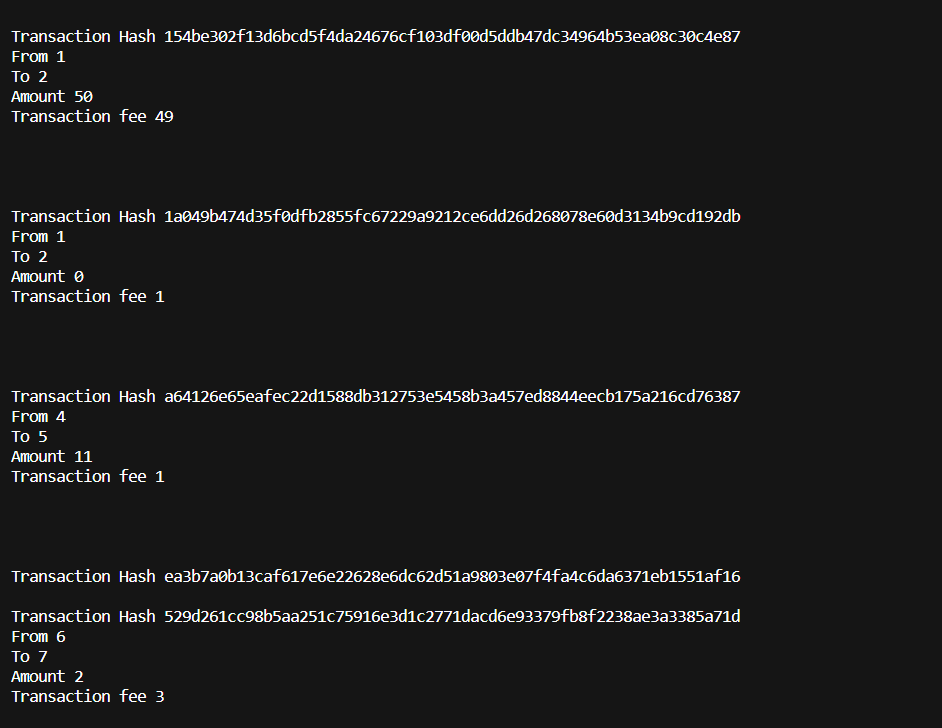 Transaction Hash 154be302f13d6bcd5f4da24676cf103df00d5ddb47dc34964b53ea08c30c4e87
From 1
To 2
Amount 50
Transaction fee 49
Transaction Hash 1a049b474d35f0dfb2855fc67229a9212ce6dd26d268078e60d3134b9cd192db
From 1
To 2
Amount 0
Transaction fee 1
Transaction Hash a64126e65eafec22d1588db312753e5458b3a457ed8844eecb175a216cd76387
From 4
To 5
Amount 11
Transaction fee 1
Transaction Hash ea3b7a0b13caf617e6e22628e6dc62d51a9803e07f4fa4c6da6371eb1551af16
Transaction Hash 529d261cc98b5aa251c75916e3d1c2771dacd6e93379fb8f2238ae3a3385a71d
From 6
To 7
Amount 2
Transaction fee 3